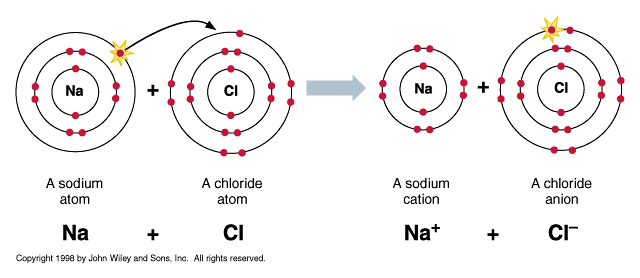 Na + Cl Na + Cl
A sodium atom A chloride atom A sodium cation A chloride anion
Na + Cl Na⁺ + Cl⁻
Copyright 1998 by John Wiley and Sons, Inc. All rights reserved.